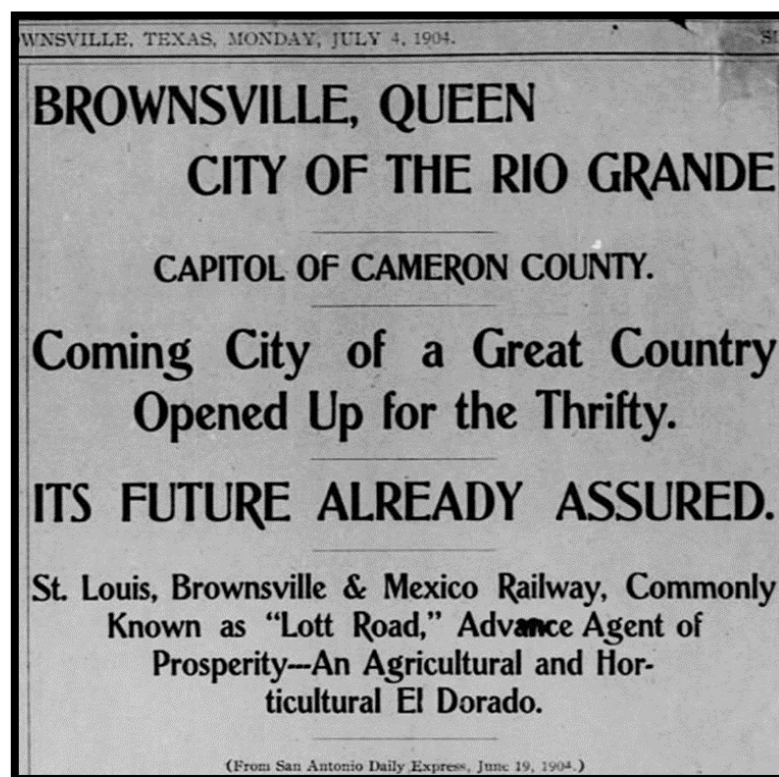 WNSVILLE, TEXAS, MONDAY, JULY 4, 1904.
BROWNSVILLE, QUEEN
CITY OF THE RIO GRANDE
CAPITOL OF CAMERON COUNTY.
Coming City of a Great Country
Opened Up for the Thrifty.
ITS FUTURE ALREADY ASSURED.
St. Louis, Brownsville & Mexico Railway, Commonly
Known as "Lott Road," Advance Agent of
Prosperity—An Agricultural and Hor-
ticultural El Dorado.
(From San Antonio Daily Express, June 19, 1904.)